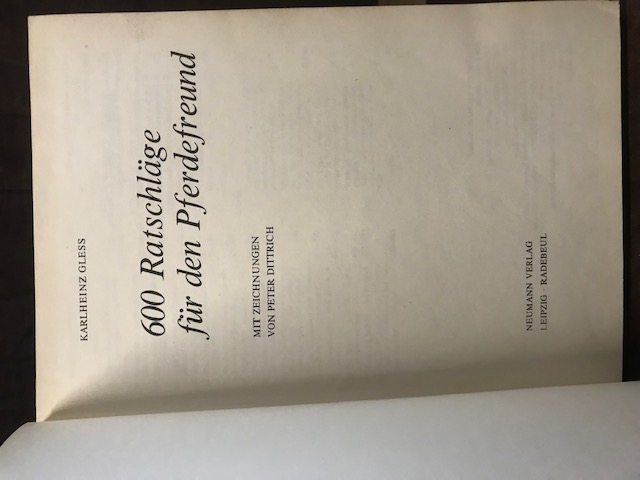 KARLHEINZ GLESS
600 Ratschläge
für den Pferdefreund
MIT ZEICHNUNGEN
VON PETER DITTRICH
NEUMANN VERLAG
LEIPZIG · RADEBEUL